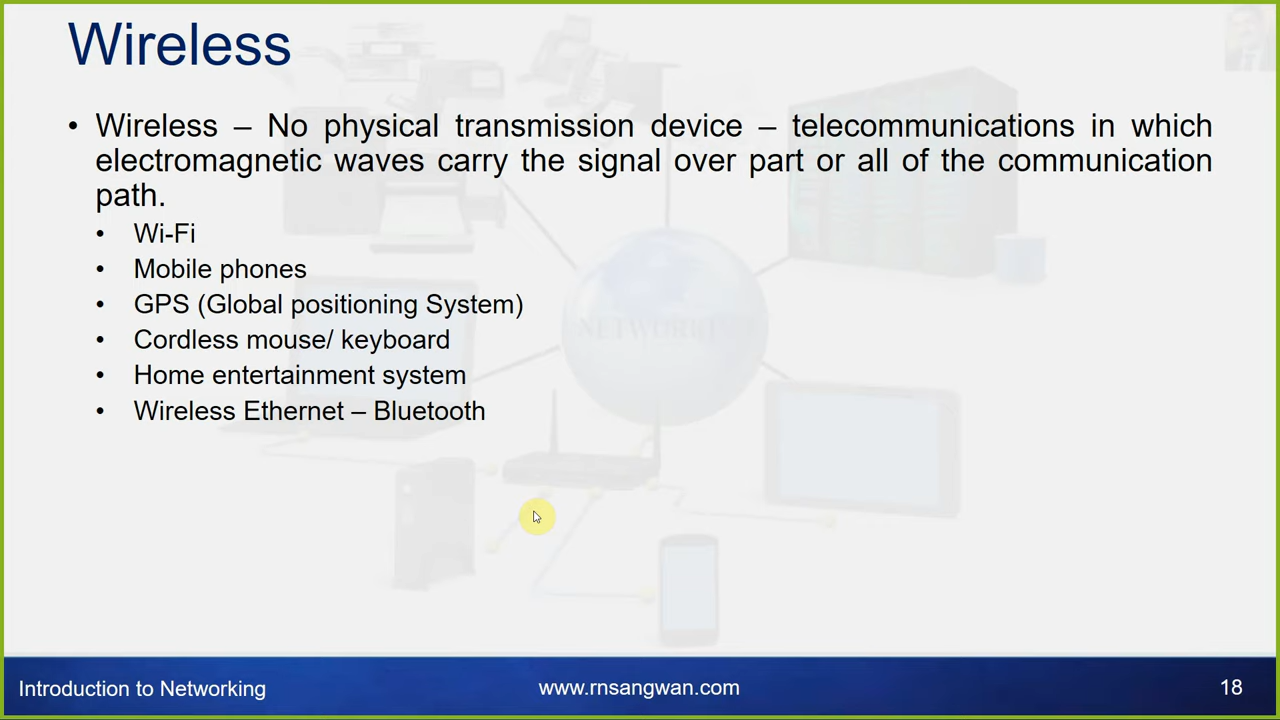 Wireless
• Wireless – No physical transmission device – telecommunications in which
electromagnetic waves carry the signal over part or all of the communication
path.
• Wi-Fi
• Mobile phones
• GPS (Global positioning System)
• Cordless mouse/ keyboard
• Home entertainment system
• Wireless Ethernet – Bluetooth
NETWORKING
Introduction to Networking
www.rnsangwan.com
18